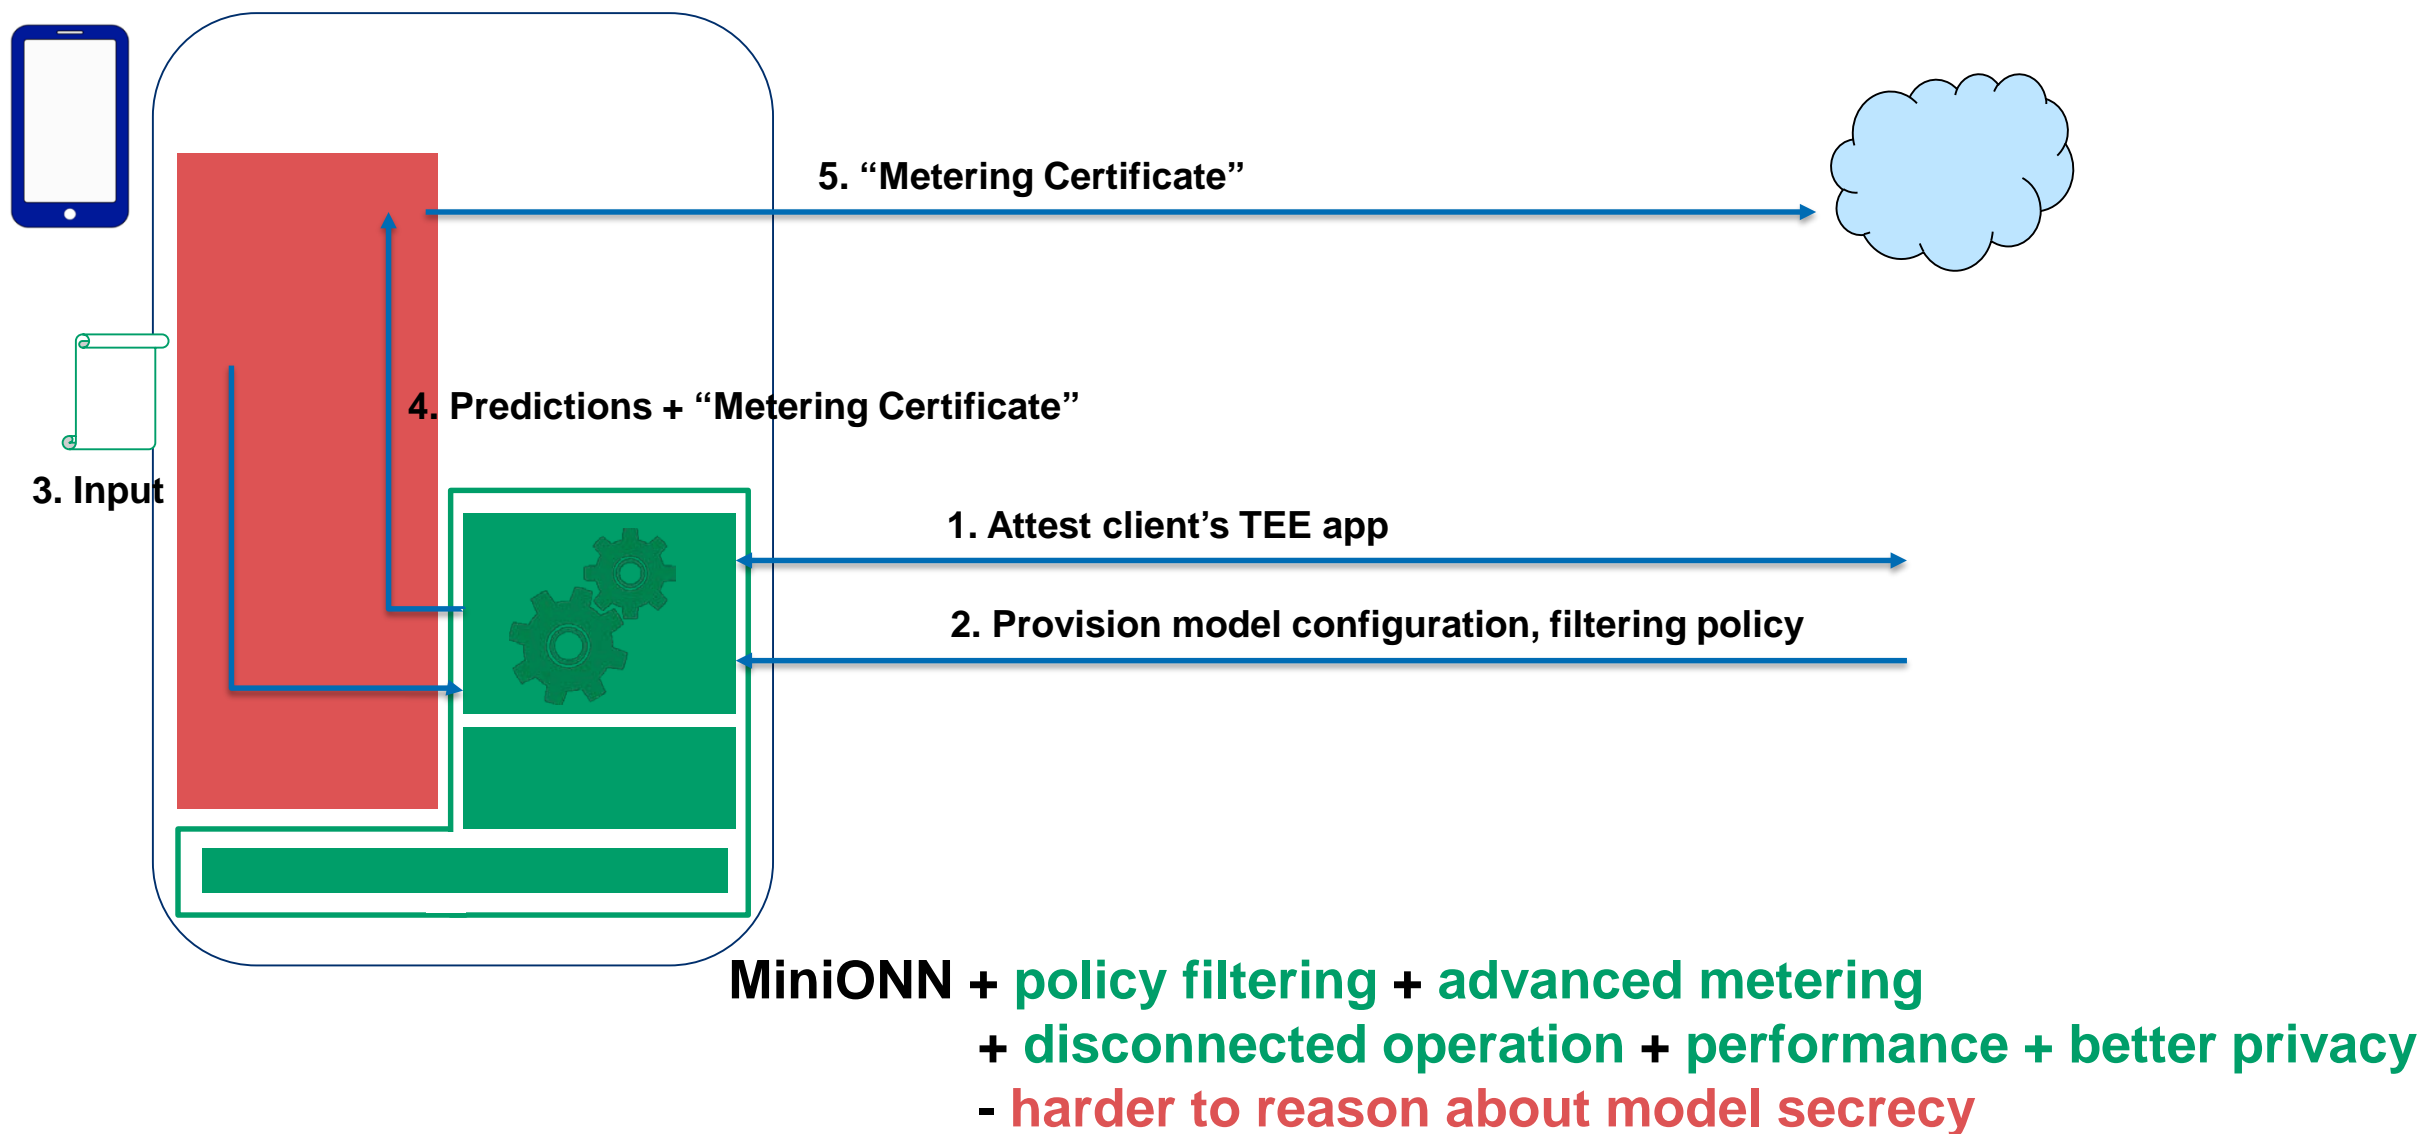 5. “Metering Certificate”
4. Predictions + “Metering Certificate”
3. Input
1. Attest client’s TEE app
2. Provision model configuration, filtering policy
MiniONN + policy filtering + advanced metering
+ disconnected operation + performance + better privacy
- harder to reason about model secrecy